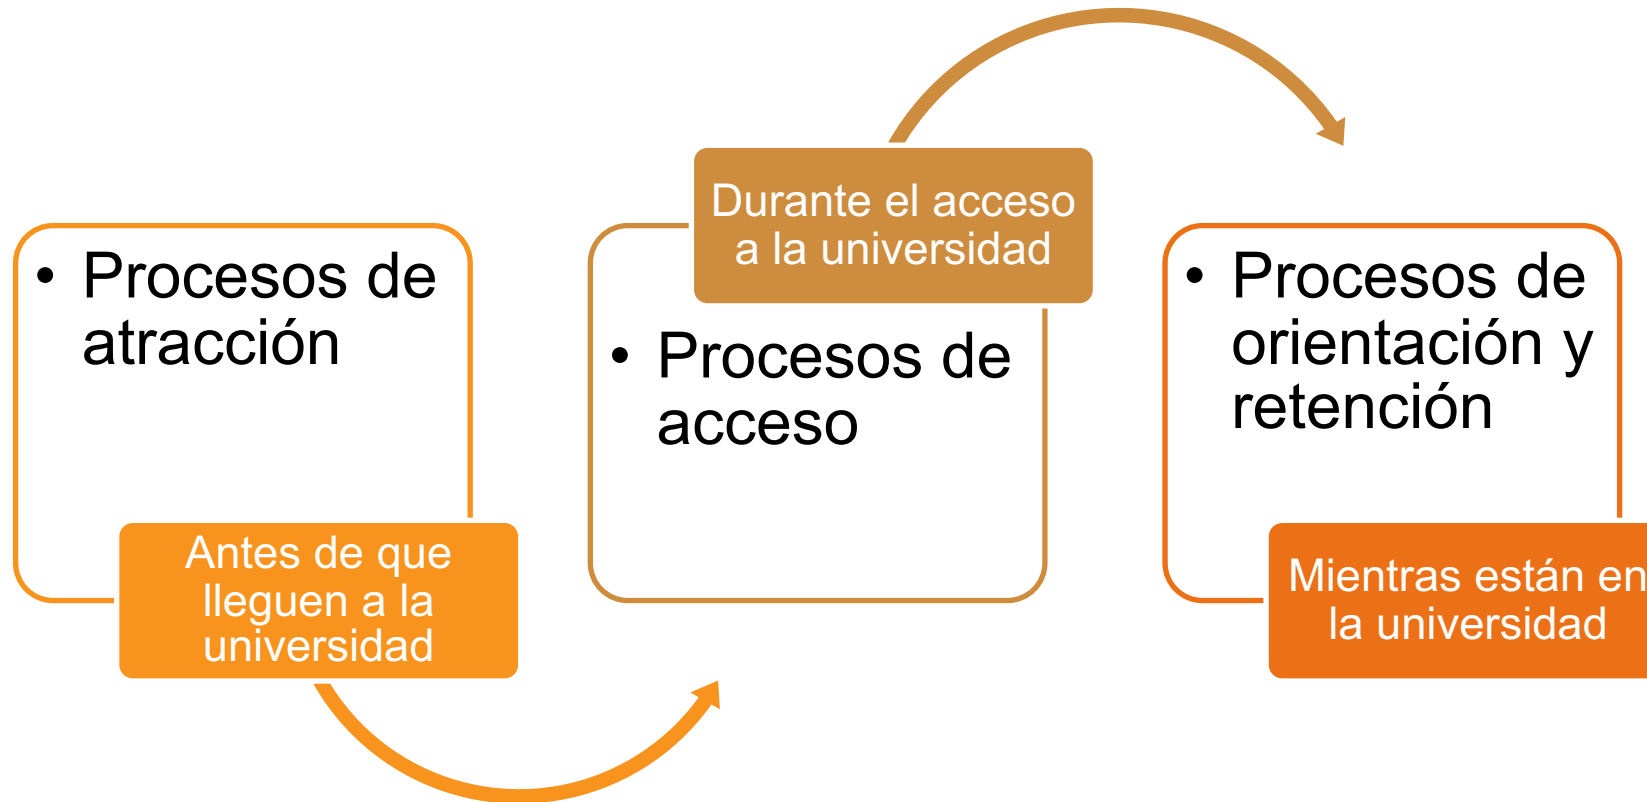 • Procesos de
atracción
Antes de que
lleguen a la
universidad
Durante el acceso
a la universidad
• Procesos de
acceso
• Procesos de
orientación y
retención
Mientras están en
la universidad